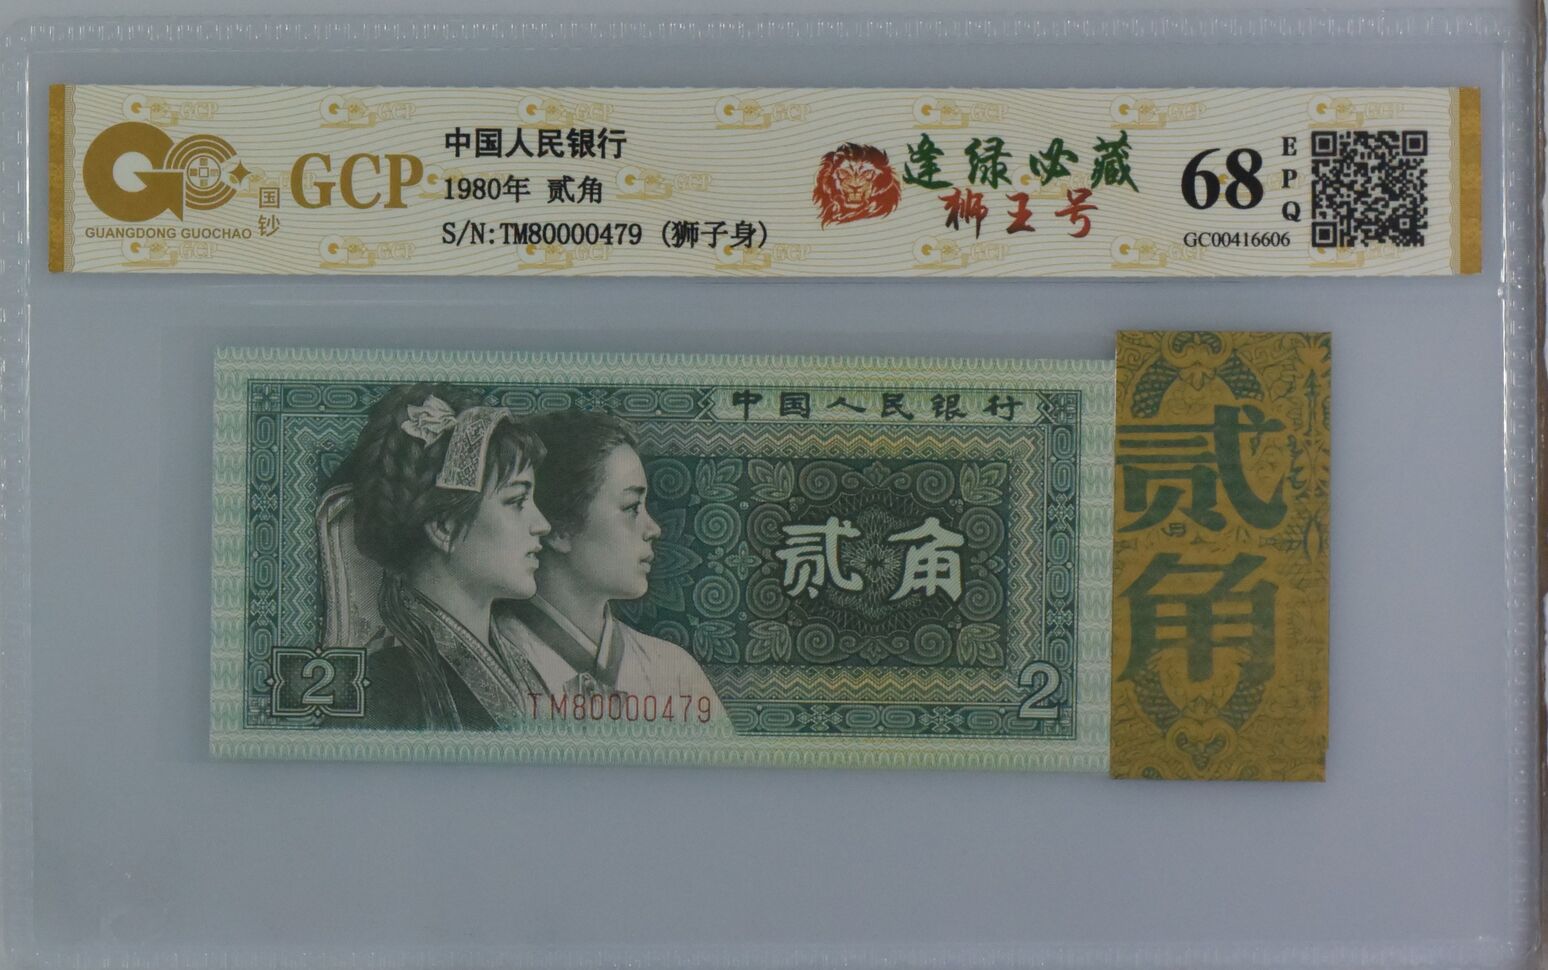 GUANGDONG GUOCHAO
国钞
GCP
中国人民银行
1980年 贰角
S/N:TM80000479 (狮子身)
逢绿必藏
狮王号
68
EPQ
GC00416606
中国人民银行
贰角
2
TM80000479
2
贰角